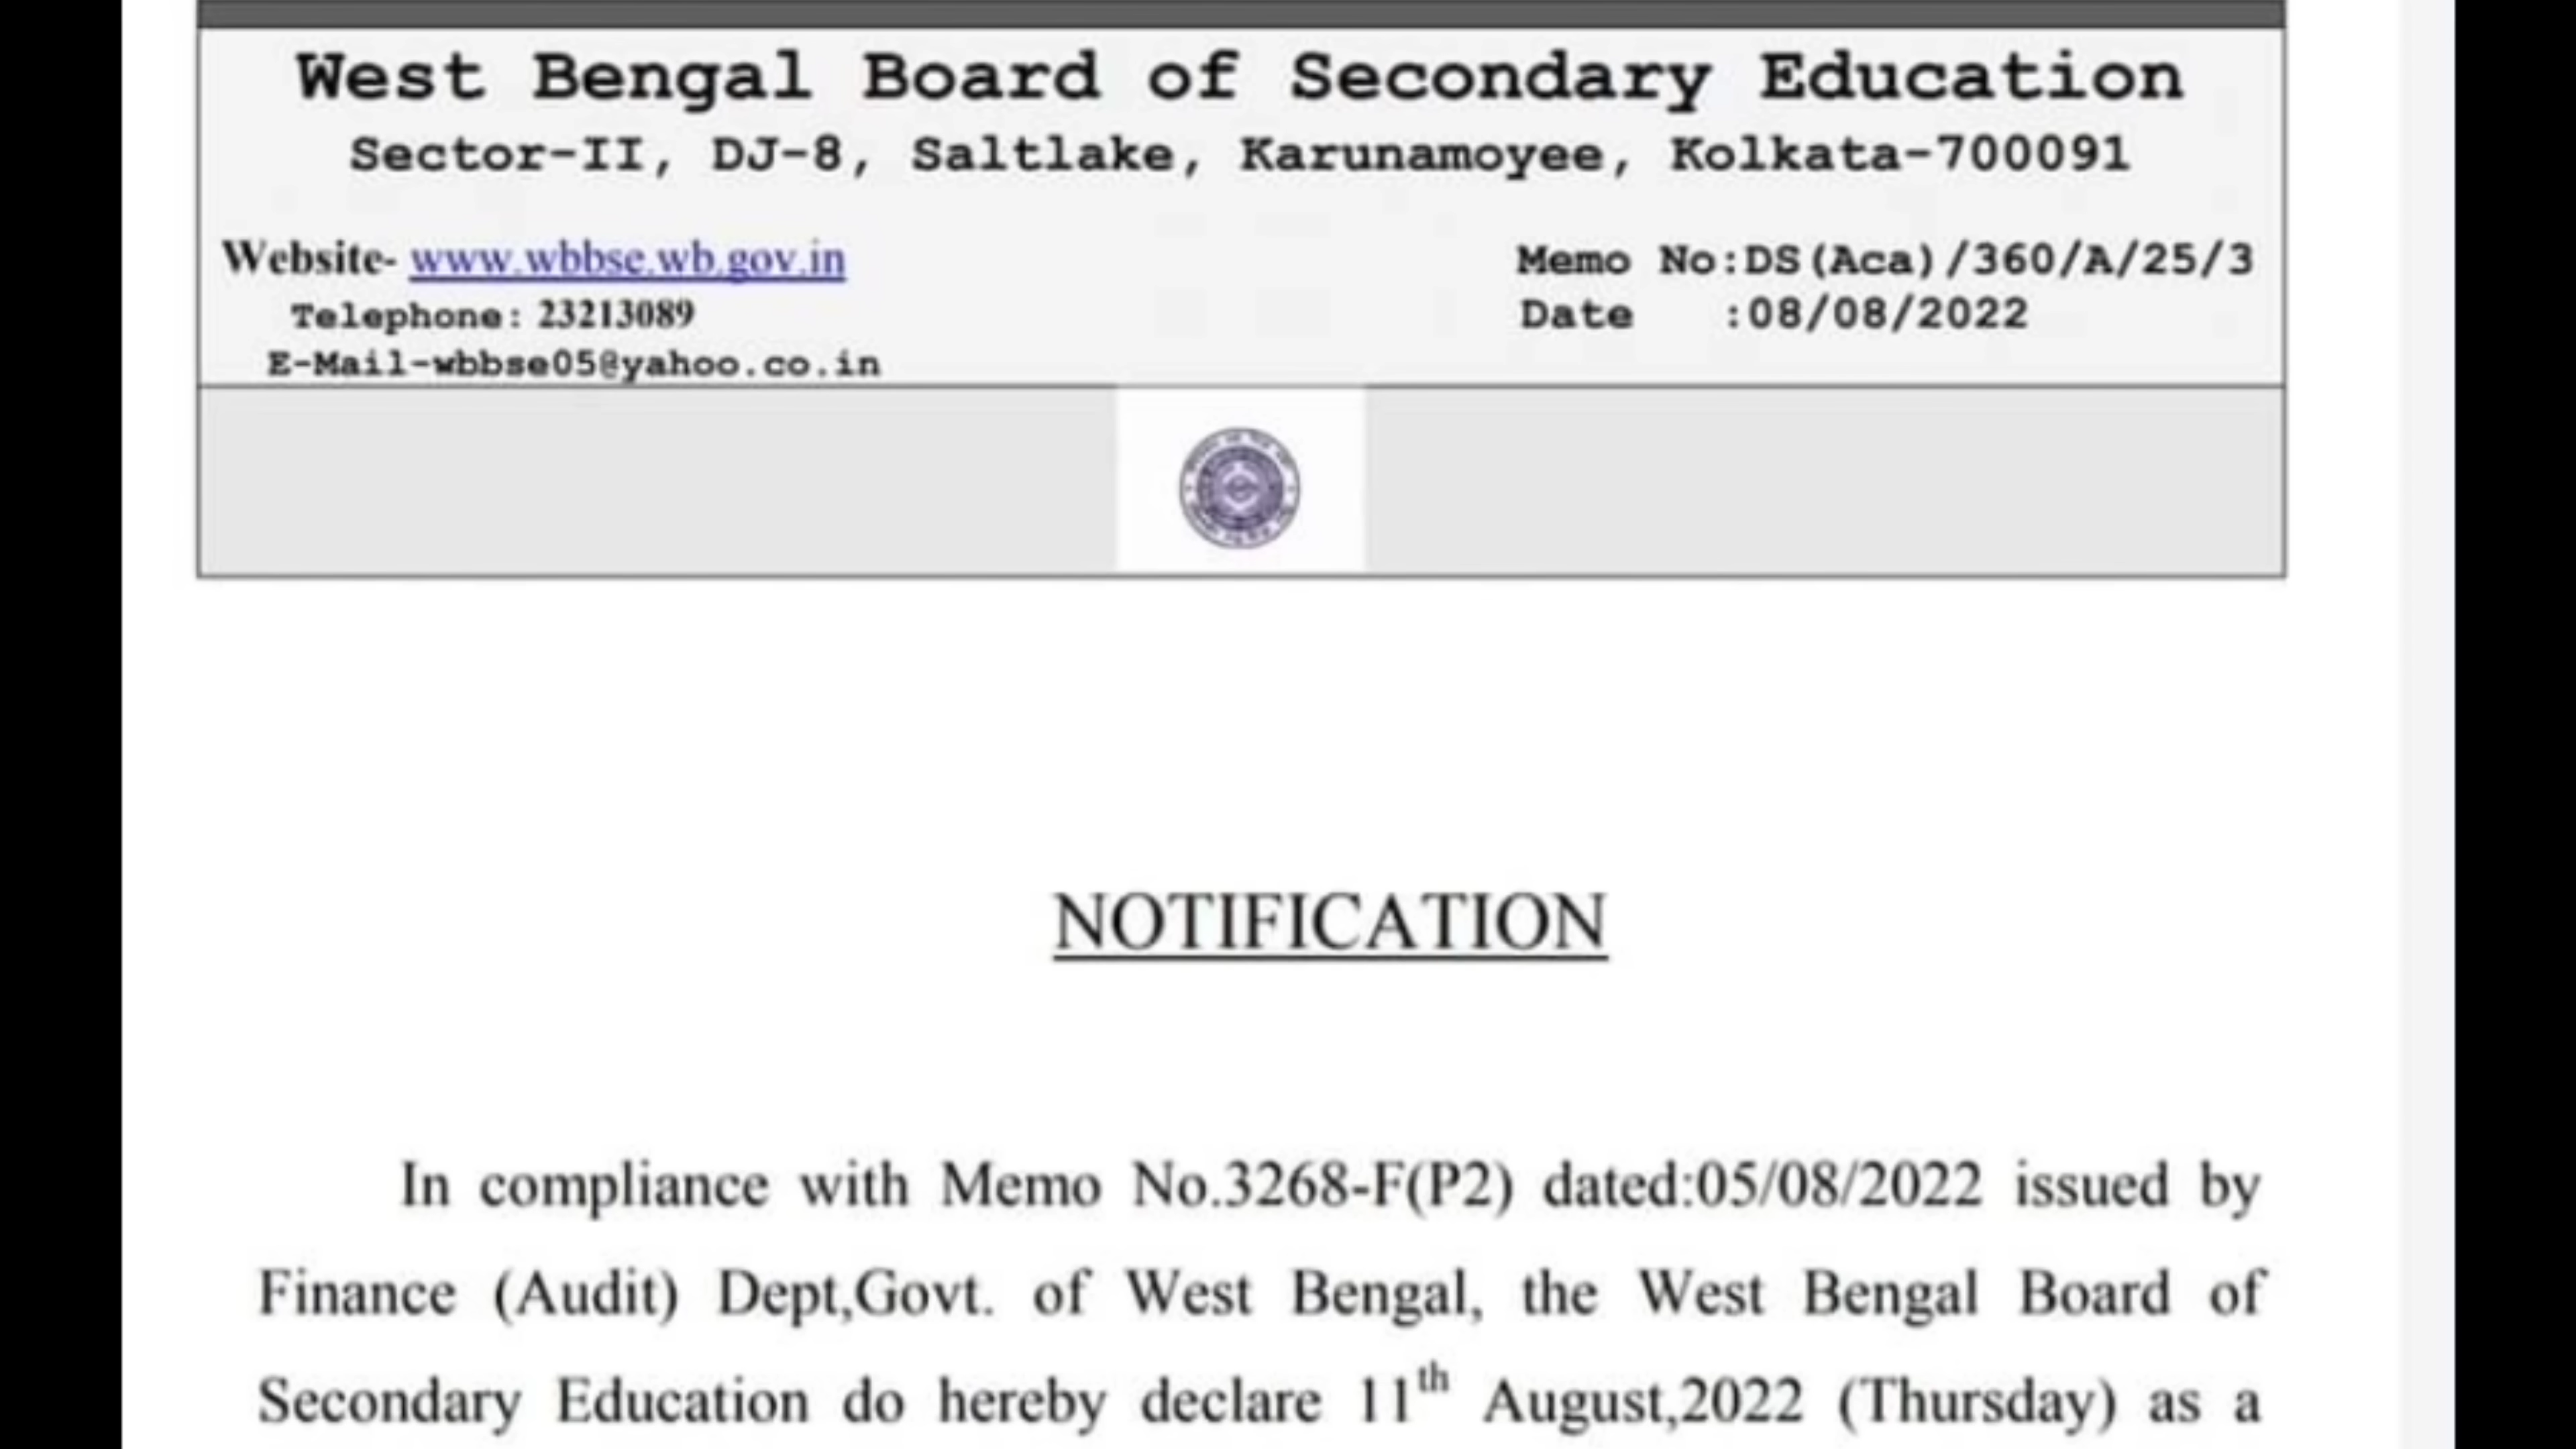 West Bengal Board of Secondary Education
Sector-II, DJ-8, Saltlake, Karunamoyee, Kolkata-700091
Website- www.wbbse.wb.gov.in
Memo No:DS(Aca)/360/A/25/3
Telephone: 23213089
Date :08/08/2022
E-Mail-wbbse05@yahoo.co.in
NOTIFICATION
In compliance with Memo No.3268-F(P2) dated:05/08/2022 issued by
Finance (Audit) Dept,Govt. of West Bengal, the West Bengal Board of
Secondary Education do hereby declare 11th August,2022 (Thursday) as a